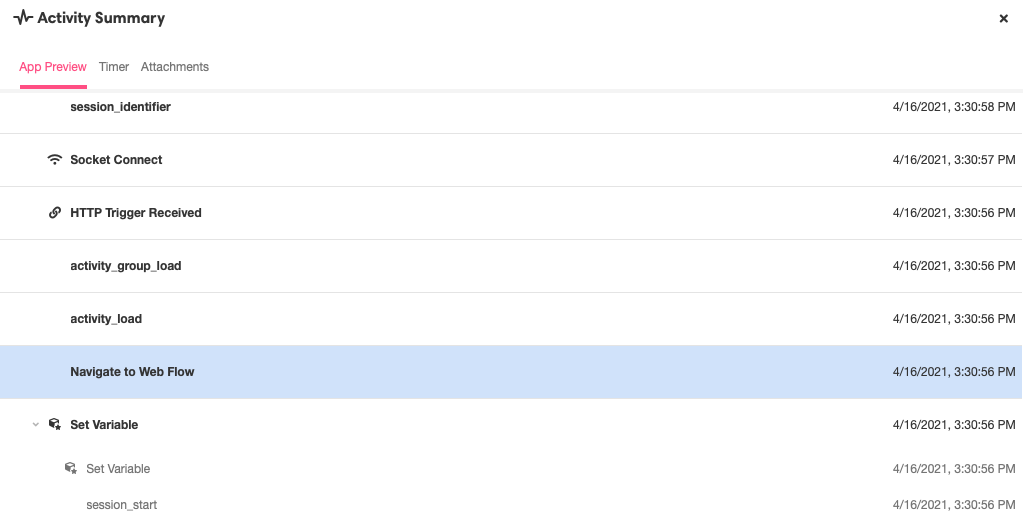 Activity Summary
App Preview Timer Attachments
session_identifier 4/16/2021, 3:30:58 PM
Socket Connect 4/16/2021, 3:30:57 PM
HTTP Trigger Received 4/16/2021, 3:30:56 PM
activity_group_load 4/16/2021, 3:30:56 PM
activity_load 4/16/2021, 3:30:56 PM
Navigate to Web Flow 4/16/2021, 3:30:56 PM
Set Variable 4/16/2021, 3:30:56 PM
Set Variable 4/16/2021, 3:30:56 PM
session_start 4/16/2021, 3:30:56 PM